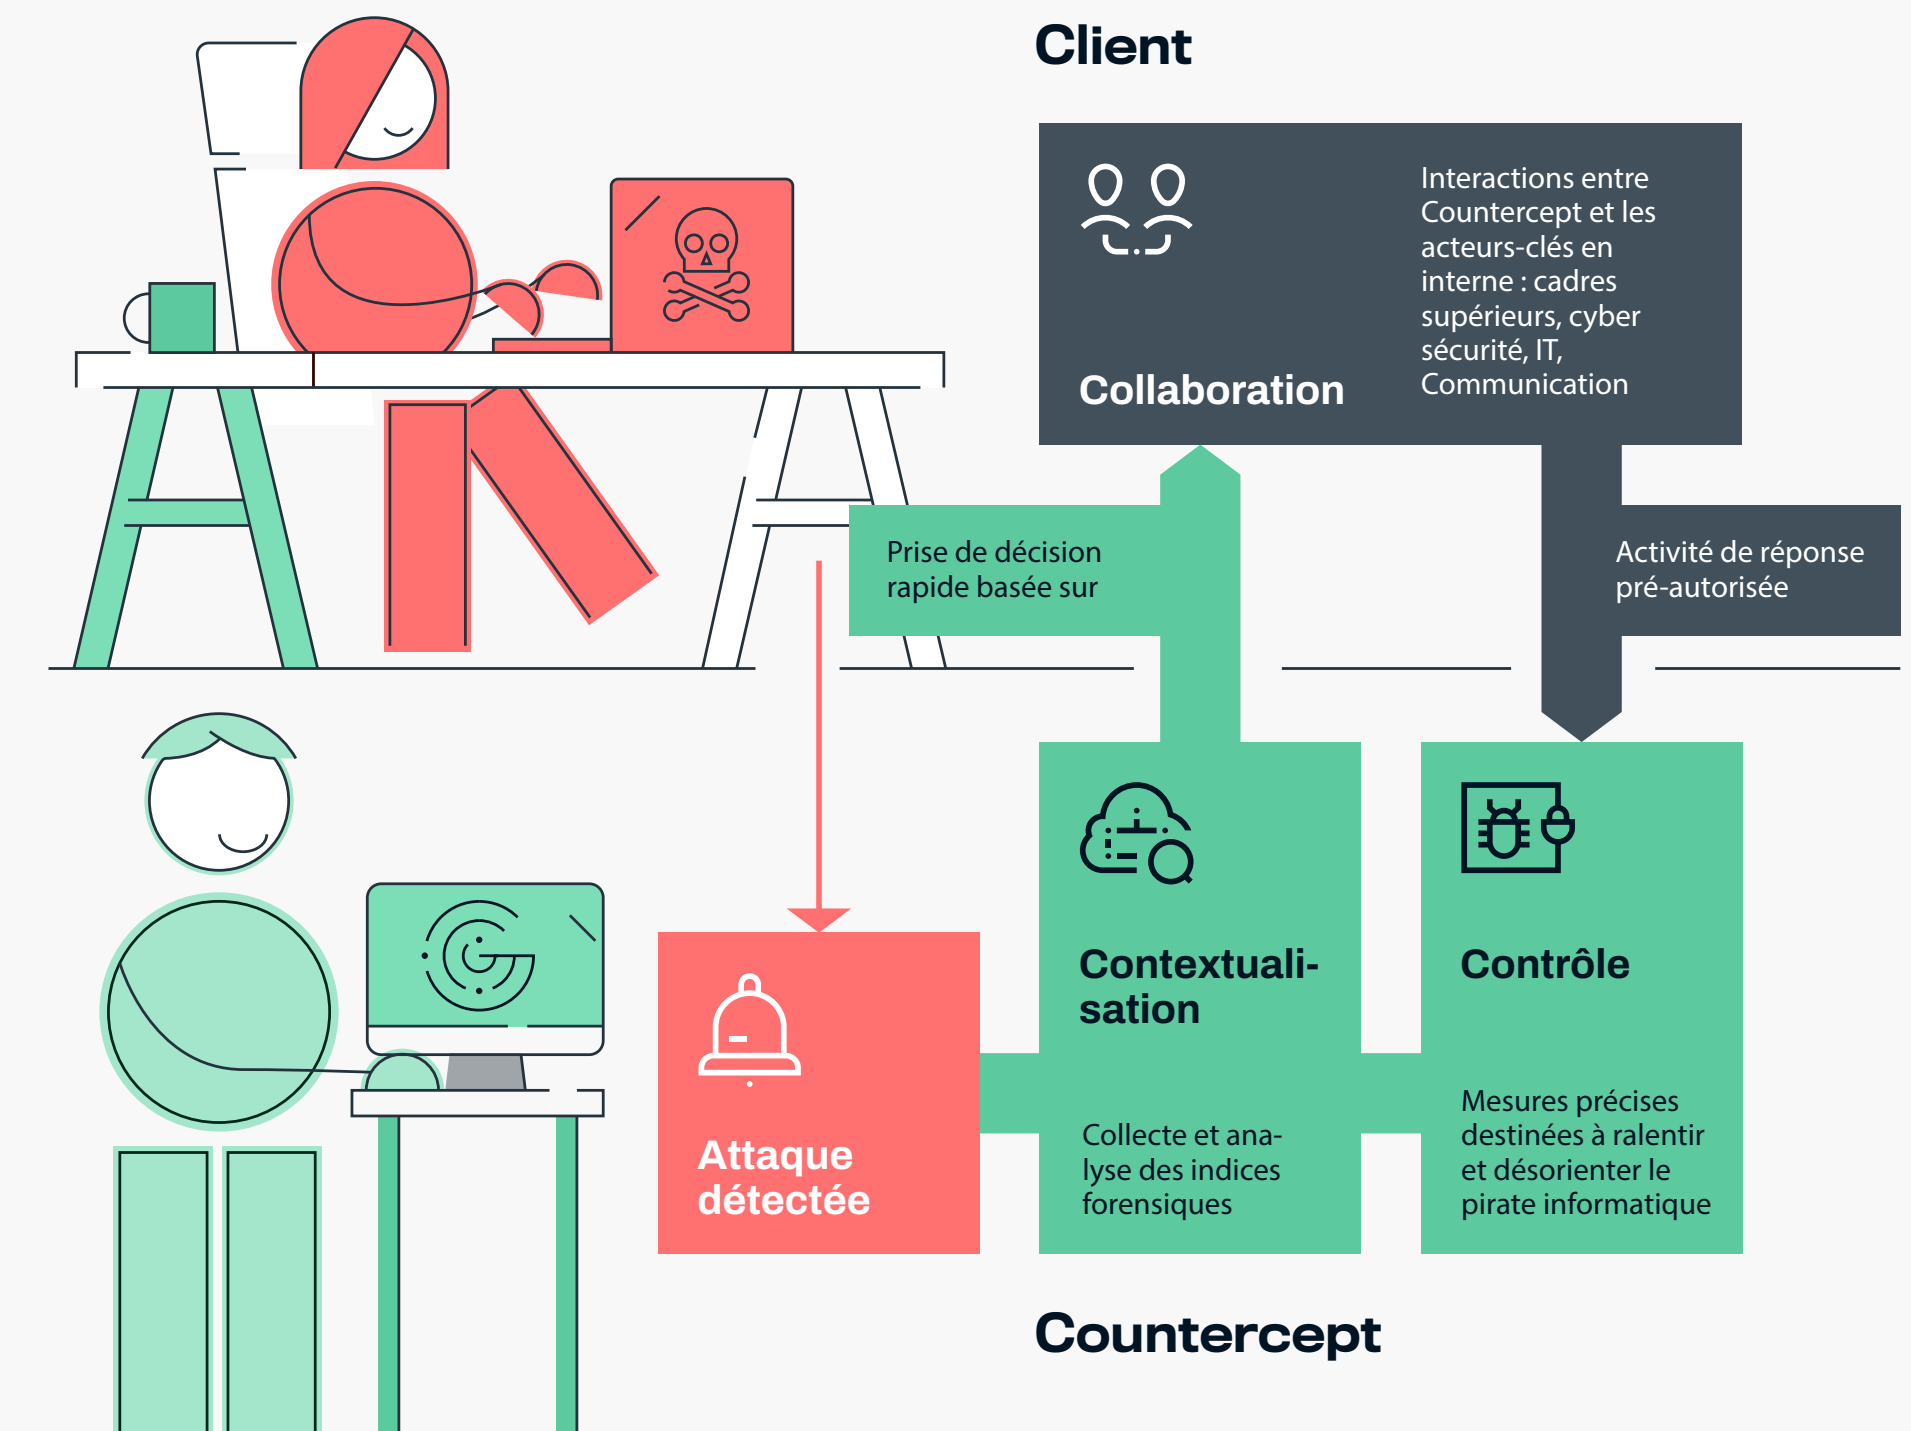 Client
Collaboration
Interactions entre
Countercept et les
acteurs-clés en
interne : cadres
supérieurs, cyber
sécurité, IT,
Communication
Prise de décision
rapide basée sur
Activité de réponse
pré-autorisée
Attaque
détectée
Contextuali-
sation
Collecte et ana-
lyse des indices
forensiques
Contrôle
Mesures précises
destinées à ralentir
et désorienter le
pirate informatique
Countercept